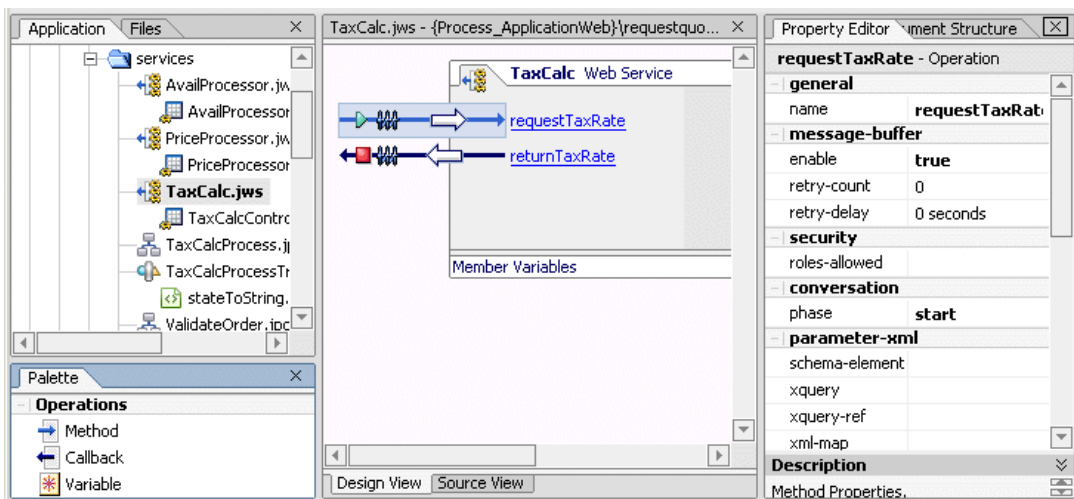 Application Files
services
AvailProcessor.jw
AvailProcessor
PriceProcessor.jw
PriceProcessor
TaxCalc.jws
TaxCalcContro
TaxCalcProcess.j
TaxCalcProcessTr
stateToString.
ValidateOrder.jpd
Palette
Operations
Method
Callback
Variable
TaxCalc.jws - {Process_ApplicationWeb}\requestquo...
TaxCalc Web Service
requestTaxRate
returnTaxRate
Member Variables
Design View Source View
Property Editor ument Structure
requestTaxRate - Operation
general
name requestTaxRat
message-buffer
enable true
retry-count 0
retry-delay 0 seconds
security
roles-allowed
conversation
phase start
parameter-xml
schema-element
xquery
xquery-ref
xml-map
Description
Method Properties.